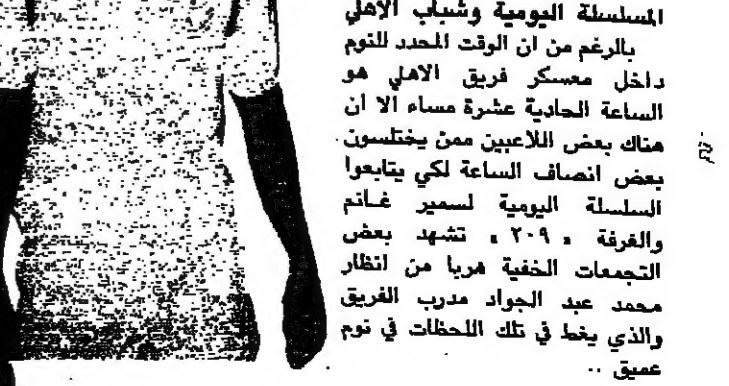 المسلسلة اليومية وشباب الاهلي
بالرغم من ان الوقت المحدد للنوم
داخل معسكر فريق الاهلي هو
الساعة الحادية عشرة مساء الا ان
هناك بعض اللاعبين ممن يختلسون
بعض انصاف الساعة لكي يتابعوا
السلسلة اليومية لسمير غانم
والغرفة « ٢٠٩ » تشهد بعض
التجمعات الخفية هربا من انظار
محمد عبد الجواد مدرب الفريق
والذي يغط في تلك اللحظات في نوم
عميق ..